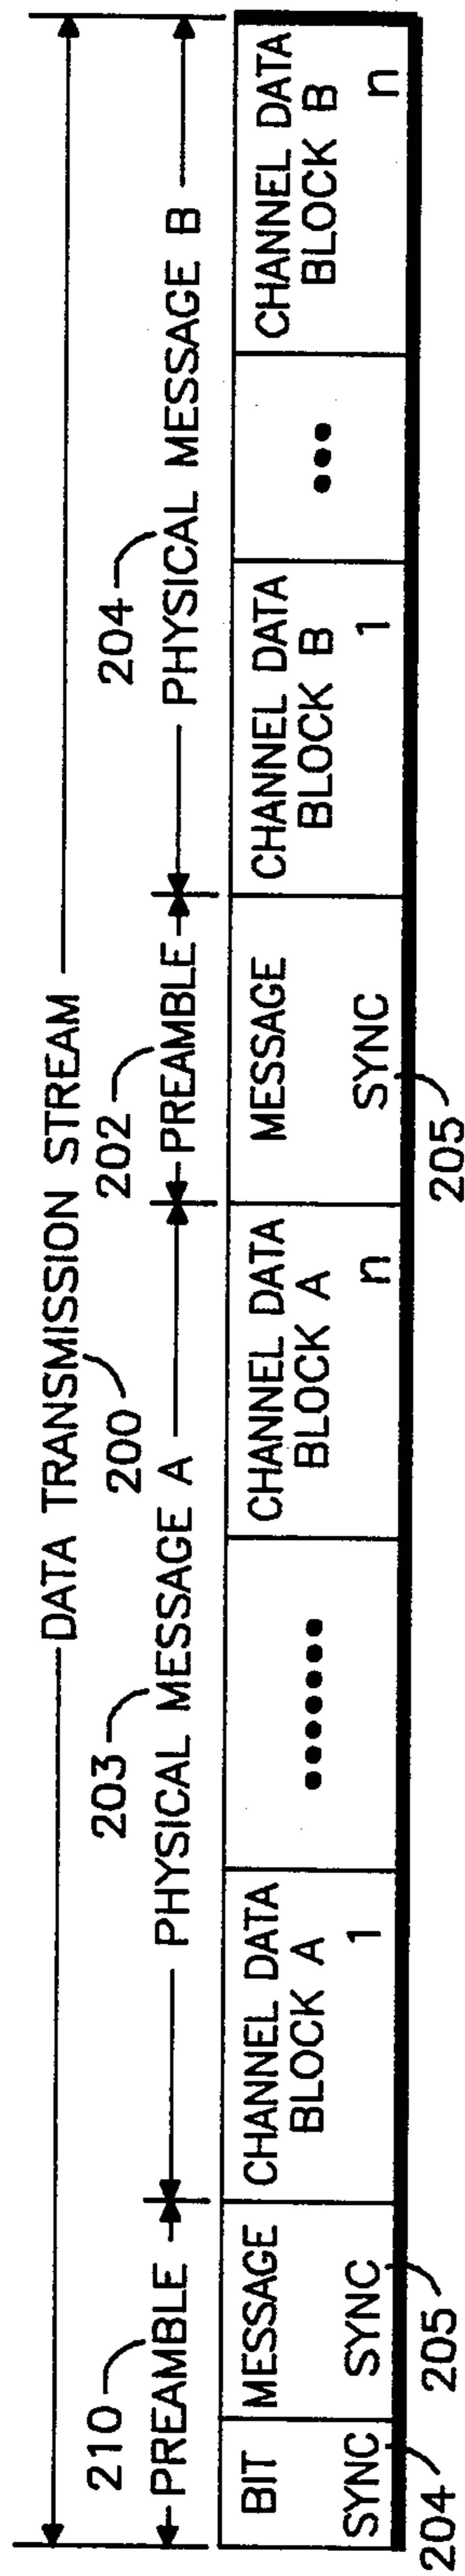 DATA TRANSMISSION STREAM
200
210
203
202
204
PREAMBLE
PHYSICAL MESSAGE A
PREAMBLE
PHYSICAL MESSAGE B
BIT
SYNC
MESSAGE
SYNC
CHANNEL DATA
BLOCK A
1
••••••
CHANNEL DATA
BLOCK A
n
MESSAGE
SYNC
CHANNEL DATA
BLOCK B
1
•••
CHANNEL DATA
BLOCK B
n
204
205
205